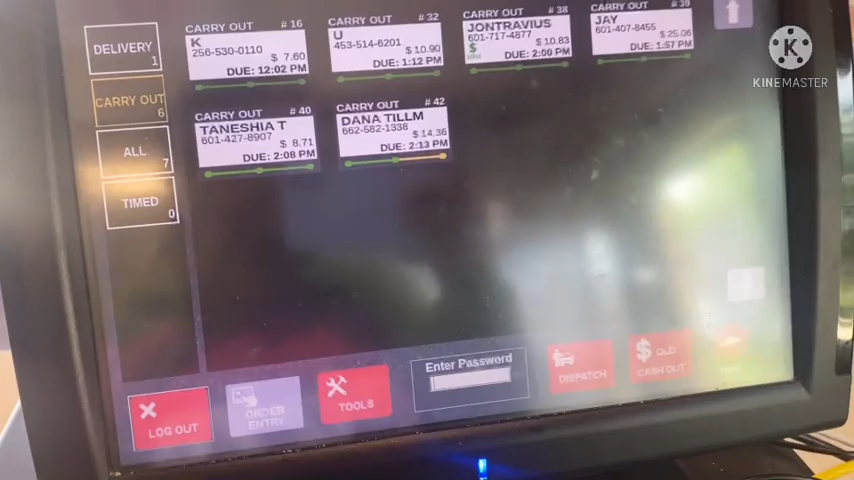 DELIVERY
1
CARRY OUT
6
ALL
7
TIMED
0
CARRY OUT # 16
K
256-530-0110
$ 7.60
DUE: 12:02 PM
CARRY OUT # 32
U
453-514-6201
$ 10.90
DUE: 1:12 PM
CARRY OUT # 38
JONTRAVIUS
601-717-4877
$ $ 10.83
DUE: 2:00 PM
CARRY OUT # 39
JAY
601-407-8455
$ 25.06
DUE: 1:57 PM
CARRY OUT # 40
TANESHIA T
601-427-8907
$ 8.71
DUE: 2:08 PM
CARRY OUT # 42
DANA TILLM
662-582-1338
$ 14.36
DUE: 2:13 PM
K
KINEMASTER
LOG OUT
ORDER
ENTRY
TOOLS
Enter Password
DISPATCH
$ OLD
CASH OUT